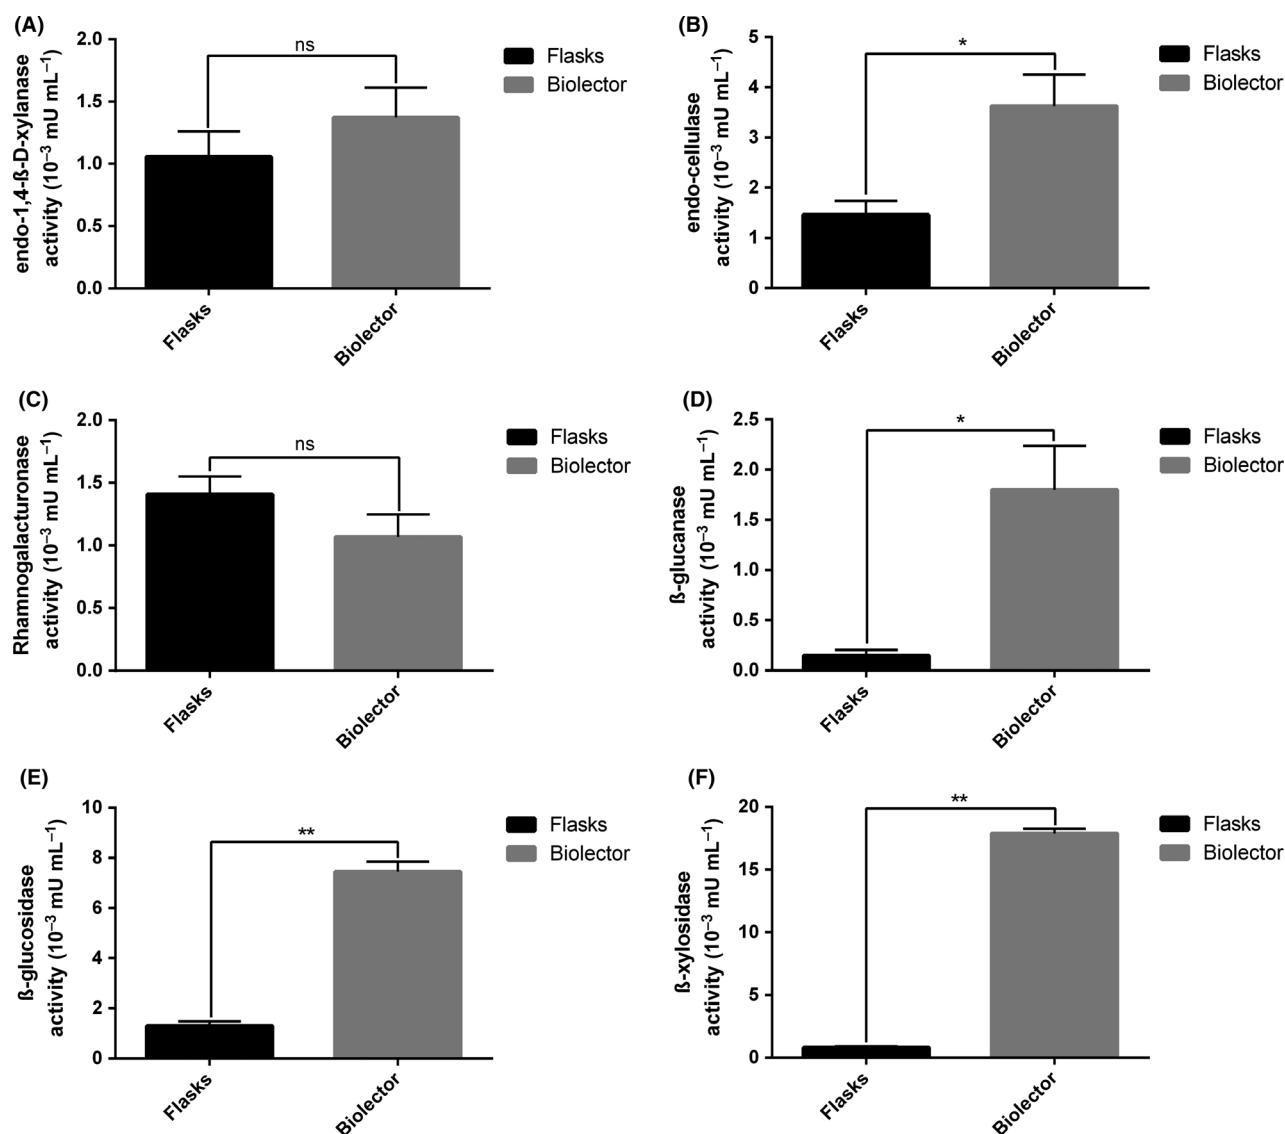 (A)
endo-1,4-ß-D-xylanase
activity (10⁻³ mU mL⁻¹)
2.0
1.5
1.0
0.5
0.0
ns
Flasks
Biolector
Flasks
Biolector
(B)
endo-cellulase
activity (10⁻³ mU mL⁻¹)
5
4
3
2
1
0
*
Flasks
Biolector
Flasks
Biolector
(C)
Rhamnogalacturonase
activity (10⁻³ mU mL⁻¹)
2.0
1.5
1.0
0.5
0.0
ns
Flasks
Biolector
Flasks
Biolector
(D)
ß-glucanase
activity (10⁻³ mU mL⁻¹)
2.5
2.0
1.5
1.0
0.5
0.0
*
Flasks
Biolector
Flasks
Biolector
(E)
ß-glucosidase
activity (10⁻³ mU mL⁻¹)
10
8
6
4
2
0
**
Flasks
Biolector
Flasks
Biolector
(F)
ß-xylosidase
activity (10⁻³ mU mL⁻¹)
20
15
10
5
0
**
Flasks
Biolector
Flasks
Biolector